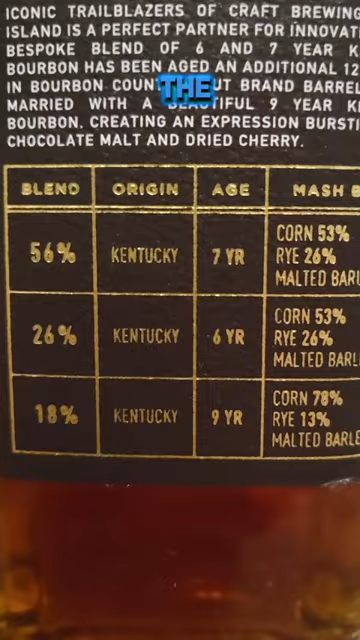 ICONIC TRAILBLAZERS OF CRAFT BREWING
ISLAND IS A PERFECT PARTNER FOR INNOVAT
BESPOKE BLEND OF 6 AND 7 YEAR K
BOURBON HAS BEEN AGED AN ADDITIONAL 12
IN BOURBON COUNT THE UT BRAND BARREL
MARRIED WITH A BEAUTIFUL 9 YEAR K
BOURBON, CREATING AN EXPRESSION BURSTI
CHOCOLATE MALT AND DRIED CHERRY.
BLEND ORIGIN AGE MASH B
56% KENTUCKY 7 YR CORN 53%
RYE 26%
MALTED BARL
26% KENTUCKY 6 YR CORN 53%
RYE 26%
MALTED BARLE
18% KENTUCKY 9 YR CORN 78%
RYE 13%
MALTED BARLE